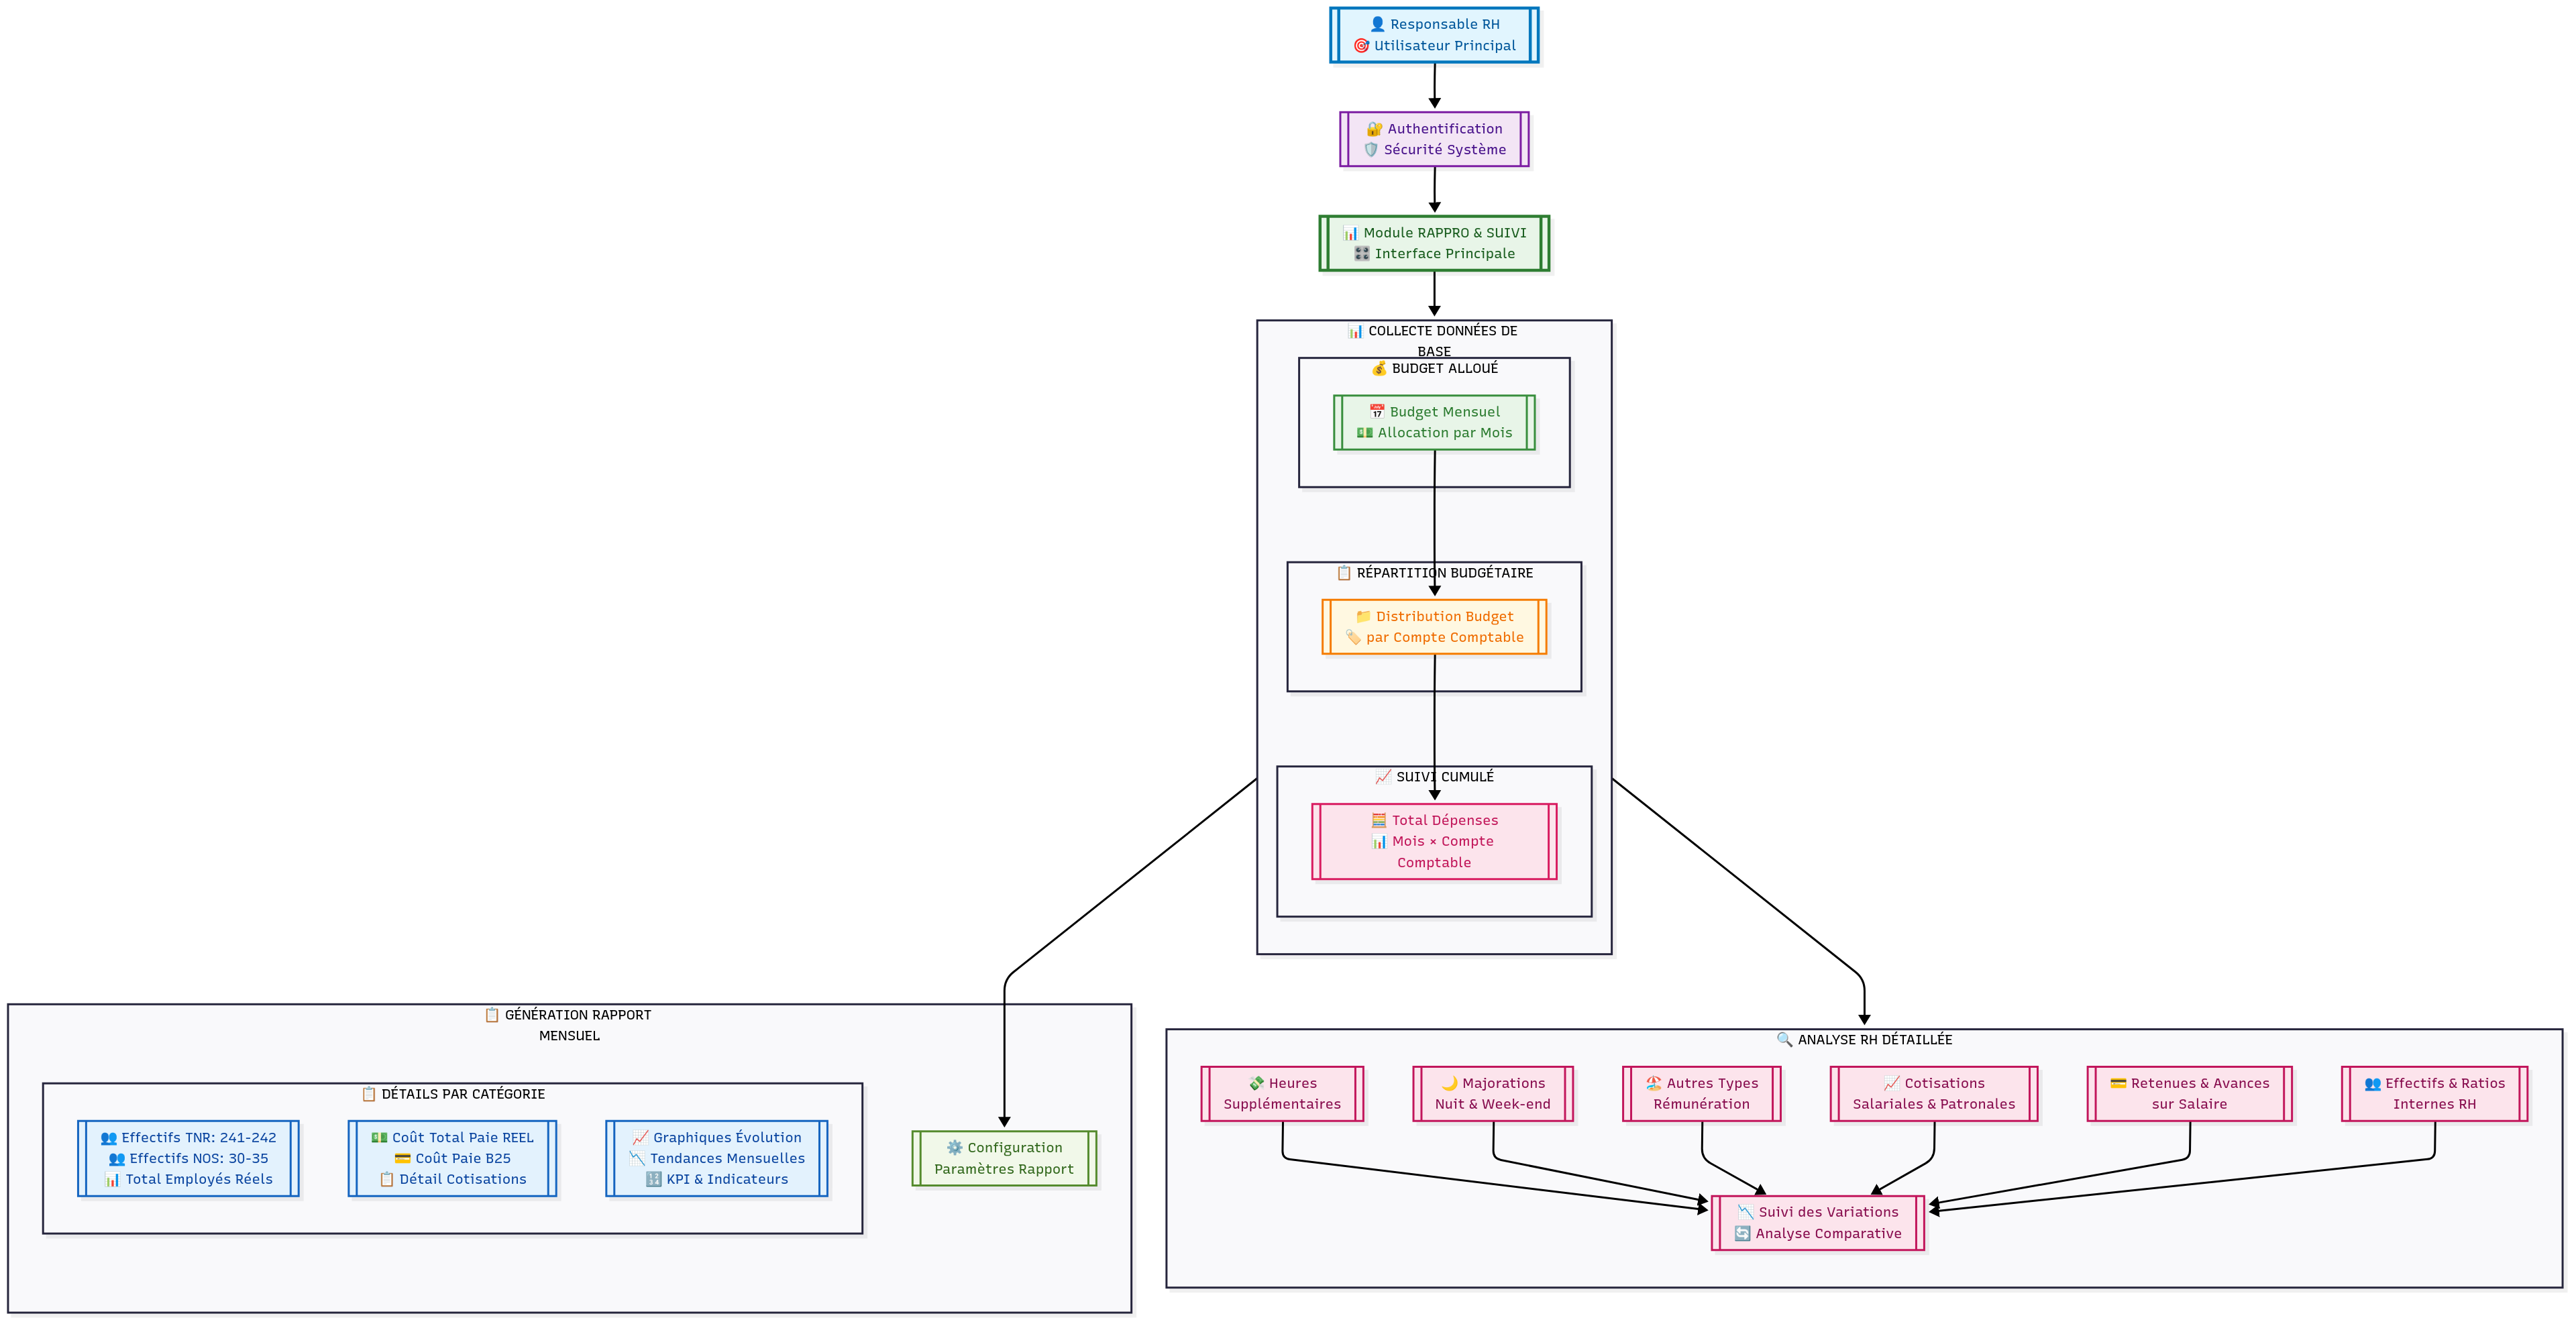 👤 Responsable RH
🎯 Utilisateur Principal
🔐 Authentification
🛡️ Sécurité Système
📊 Module RAPPRO & SUIVI
🎛️ Interface Principale
📊 COLLECTE DONNÉES DE
BASE
💰 BUDGET ALLOUÉ
📅 Budget Mensuel
💵 Allocation par Mois
📋 RÉPARTITION BUDGÉTAIRE
📁 Distribution Budget
🏷️ par Compte Comptable
📈 SUIVI CUMULÉ
🧮 Total Dépenses
📊 Mois × Compte
Comptable
📋 GÉNÉRATION RAPPORT
MENSUEL
📋 DÉTAILS PAR CATÉGORIE
👥 Effectifs TNR: 241-242
👥 Effectifs NOS: 30-35
📊 Total Employés Réels
💵 Coût Total Paie REEL
💳 Coût Paie B25
📋 Détail Cotisations
📈 Graphiques Évolution
📉 Tendances Mensuelles
🔢 KPI & Indicateurs
⚙️ Configuration
Paramètres Rapport
🔍 ANALYSE RH DÉTAILLÉE
💸 Heures
Supplémentaires
🌙 Majorations
Nuit & Week-end
🏖️ Autres Types
Rémunération
📈 Cotisations
Salariales & Patronales
💳 Retenues & Avances
sur Salaire
👥 Effectifs & Ratios
Internes RH
📉 Suivi des Variations
🔄 Analyse Comparative